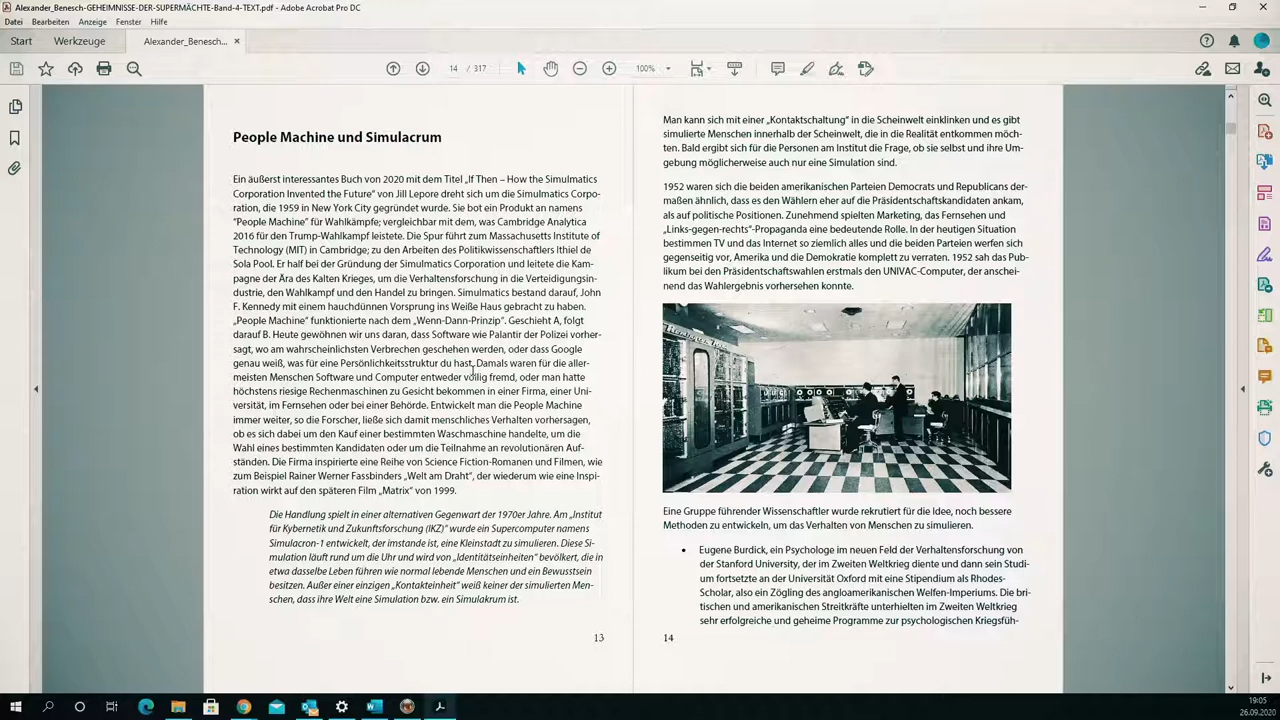 Alexander_Benesch-GEHEIMNISSE-DER-SUPERMÄCHTE-Band-4-TEXT.pdf - Adobe Acrobat Pro DC
Datei Bearbeiten Anzeige Fenster Hilfe
Start Werkzeuge Alexander_Benesch... ×
14 / 317 100%
People Machine und Simulacrum
Ein äußerst interessantes Buch von 2020 mit dem Titel „If Then – How the Simulmatics
Corporation Invented the Future“ von Jill Lepore dreht sich um die Simulmatics Corpo-
ration, die 1959 in New York City gegründet wurde. Sie bot ein Produkt an namens
“People Machine” für Wahlkämpfe; vergleichbar mit dem, was Cambridge Analytica
2016 für den Trump-Wahlkampf leistete. Die Spur führt zum Massachusetts Institute of
Technology (MIT) in Cambridge; zu den Arbeiten des Politikwissenschaftlers Ithiel de
Sola Pool. Er half bei der Gründung der Simulmatics Corporation und leitete die Kam-
pagne der Ära des Kalten Krieges, um die Verhaltensforschung in die Verteidigungsin-
dustrie, den Wahlkampf und den Handel zu bringen. Simulmatics bestand darauf, John
F. Kennedy mit einem hauchdünnen Vorsprung ins Weiße Haus gebracht zu haben.
„People Machine“ funktionierte nach dem „Wenn-Dann-Prinzip“. Geschieht A, folgt
darauf B. Heute gewöhnen wir uns daran, dass Software wie Palantir der Polizei vorher-
sagt, wo am wahrscheinlichsten Verbrechen geschehen werden, oder dass Google
genau weiß, was für eine Persönlichkeitsstruktur du hast. Damals waren für die aller-
meisten Menschen Software und Computer entweder völlig fremd, oder man hatte
höchstens riesige Rechenmaschinen zu Gesicht bekommen in einer Firma, einer Uni-
versität, im Fernsehen oder bei einer Behörde. Entwickelt man die People Machine
immer weiter, so die Forscher, ließe sich damit menschliches Verhalten vorhersagen,
ob es sich dabei um den Kauf einer bestimmten Waschmaschine handelte, um die
Wahl eines bestimmten Kandidaten oder um die Teilnahme an revolutionären Auf-
ständen. Die Firma inspirierte eine Reihe von Science Fiction-Romanen und Filmen, wie
zum Beispiel Rainer Werner Fassbinders „Welt am Draht“, der wiederum wie eine Inspi-
ration wirkt auf den späteren Film „Matrix“ von 1999.
Die Handlung spielt in einer alternativen Gegenwart der 1970er Jahre. Am „Institut
für Kybernetik und Zukunftsforschung (IKZ)“ wurde ein Supercomputer namens
Simulacron-1 entwickelt, der imstande ist, eine Kleinstadt zu simulieren. Diese Si-
mulation läuft rund um die Uhr und wird von „Identitätseinheiten“ bevölkert, die in
etwa dasselbe Leben führen wie normal lebende Menschen und ein Bewusstsein
besitzen. Außer einer einzigen „Kontakteinheit“ weiß keiner der simulierten Men-
schen, dass ihre Welt eine Simulation bzw. ein Simulakrum ist.
13
Man kann sich mit einer „Kontaktschaltung“ in die Scheinwelt einklinken und es gibt
simulierte Menschen innerhalb der Scheinwelt, die in die Realität entkommen möch-
ten. Bald ergibt sich für die Personen am Institut die Frage, ob sie selbst und ihre Um-
gebung möglicherweise auch nur eine Simulation sind.
1952 waren sich die beiden amerikanischen Parteien Democrats und Republicans der-
maßen ähnlich, dass es den Wählern eher auf die Präsidentschaftskandidaten ankam,
als auf politische Positionen. Zunehmend spielten Marketing, das Fernsehen und
„Links-gegen-rechts“-Propaganda eine bedeutende Rolle. In der heutigen Situation
bestimmen TV und das Internet so ziemlich alles und die beiden Parteien werfen sich
gegenseitig vor, Amerika und die Demokratie komplett zu verraten. 1952 sah das Pub-
likum bei den Präsidentschaftswahlen erstmals den UNIVAC-Computer, der anschei-
nend das Wahlergebnis vorhersehen konnte.
Remington Rand
Eine Gruppe führender Wissenschaftler wurde rekrutiert für die Idee, noch bessere
Methoden zu entwickeln, um das Verhalten von Menschen zu simulieren.
• Eugene Burdick, ein Psychologe im neuen Feld der Verhaltensforschung von
der Stanford University, der im Zweiten Weltkrieg diente und dann sein Studi-
um fortsetzte an der Universität Oxford mit eine Stipendium als Rhodes-
Scholar, also ein Zögling des angloamerikanischen Welfen-Imperiums. Die bri-
tischen und amerikanischen Streitkräfte unterhielten im Zweiten Weltkrieg
sehr erfolgreiche und geheime Programme zur psychologischen Kriegsfüh-
14
19:05
26.09.2020